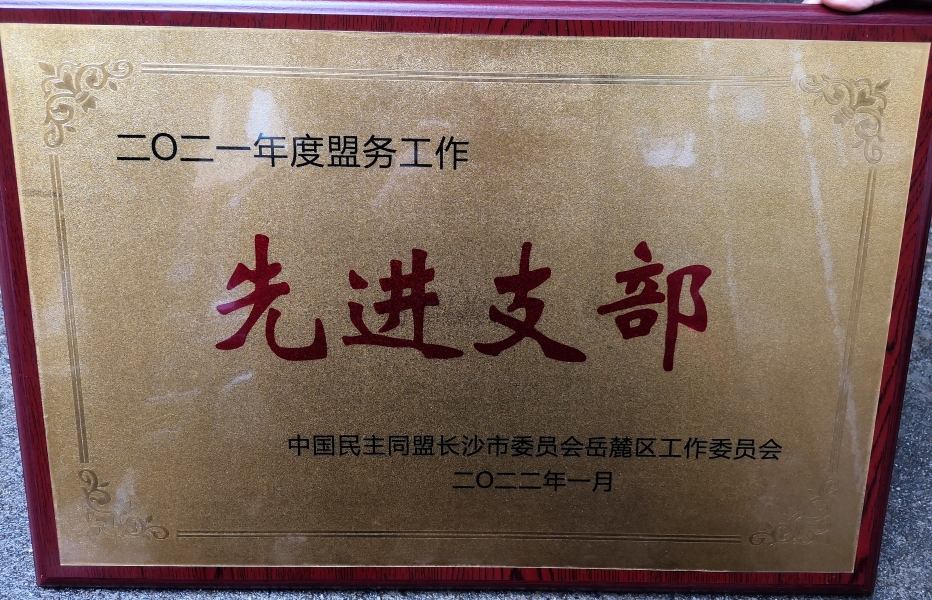 二〇二一年度盟务工作
先进支部
中国民主同盟长沙市委员会岳麓区工作委员会
二〇二二年一月